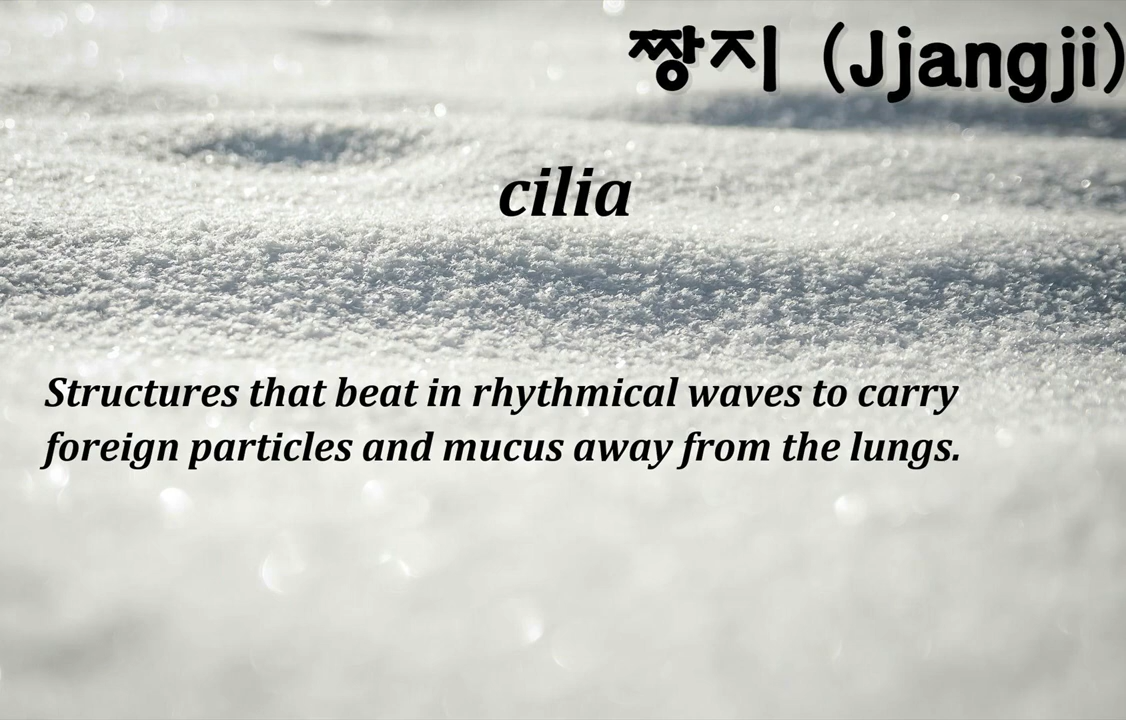 짱지 (Jjangji)
cilia
Structures that beat in rhythmical waves to carry
foreign particles and mucus away from the lungs.